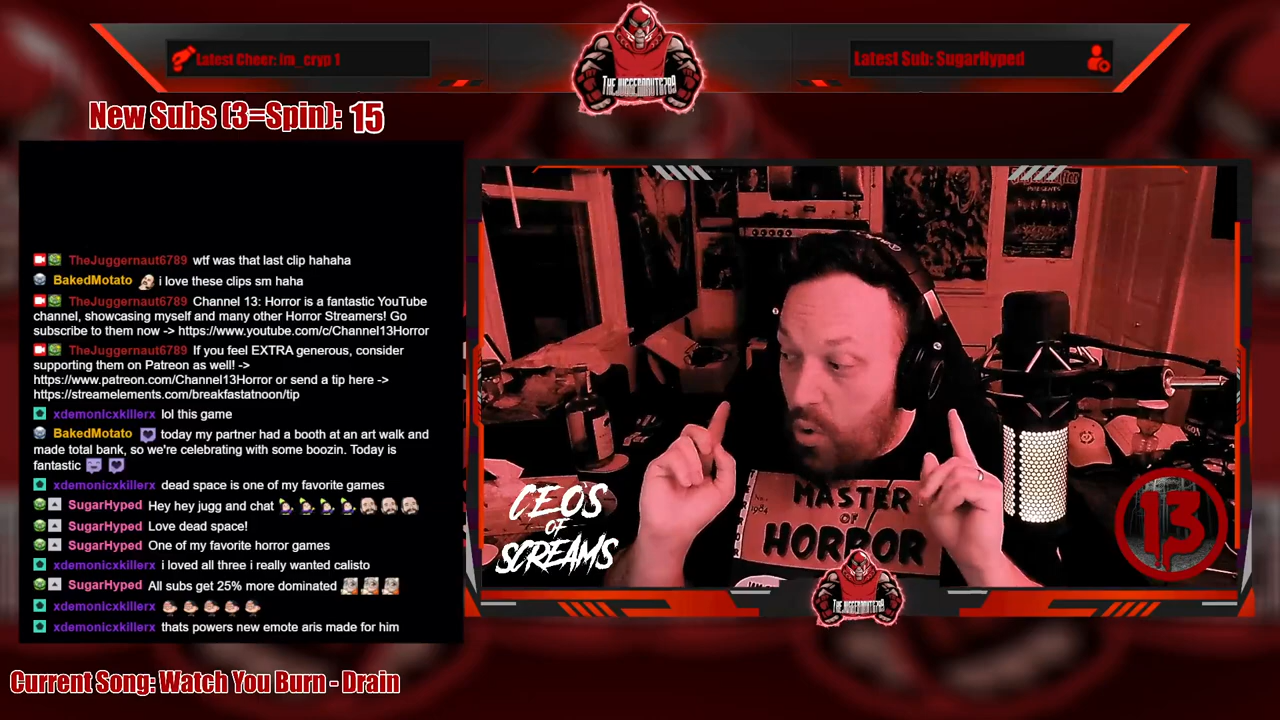 Latest Cheer: Im_cryp 1
THEJUGGERNAUT6789
Latest Sub: SugarHyped
New Subs (3=Spin): 15
TheJuggernaut6789 wtf was that last clip hahaha
BakedMotato i love these clips sm haha
TheJuggernaut6789 Channel 13: Horror is a fantastic YouTube
channel, showcasing myself and many other Horror Streamers! Go
subscribe to them now -> https://www.youtube.com/c/Channel13Horror
TheJuggernaut6789 If you feel EXTRA generous, consider
supporting them on Patreon as well! ->
https://www.patreon.com/Channel13Horror or send a tip here ->
https://streamelements.com/breakfastatnoon/tip
xdemonicxkIllerx lol this game
BakedMotato today my partner had a booth at an art walk and
made total bank, so we're celebrating with some boozin. Today is
fantastic
xdemonicxkIllerx dead space is one of my favorite games
SugarHyped Hey hey jugg and chat
SugarHyped Love dead space!
SugarHyped One of my favorite horror games
xdemonicxkIllerx i loved all three i really wanted calisto
SugarHyped All subs get 25% more dominated
xdemonicxkIllerx
xdemonicxkIllerx thats powers new emote aris made for him
PRESENTS
CEOS
OF
SCREAMS
1984
MASTER
OF
HORROR
13
THEJUGGERNAUT6789
Current Song: Watch You Burn - Drain